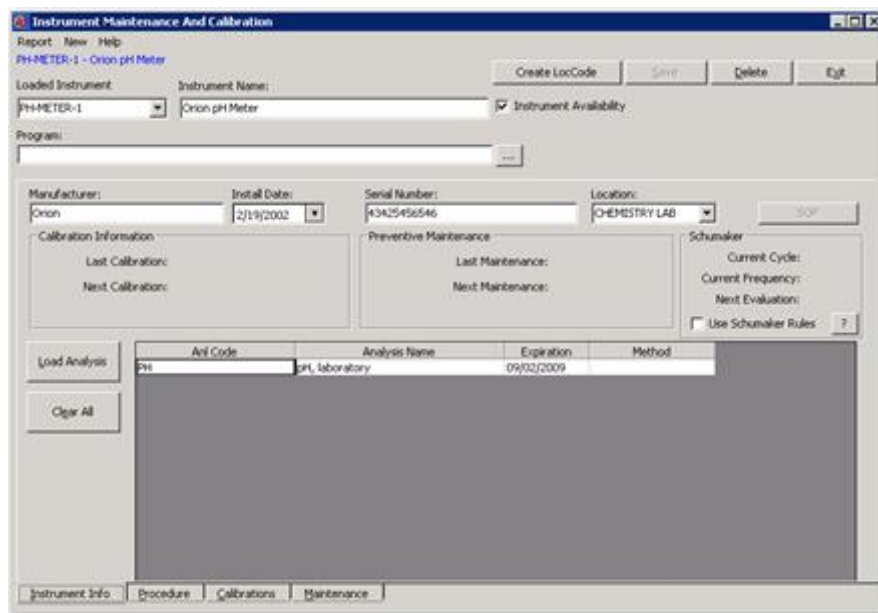 Instrument Maintenance And Calibration
Report New Help
PH-METER-1 - Orion pH Meter
Create LocCode Save Delete Exit
Loaded Instrument Instrument Name:
PH-METER-1 Orion pH Meter Instrument Availability
Program:
...
Manufacturer: Install Date: Serial Number: Location:
Orion 2/19/2002 43425456546 CHEMISTRY LAB SOP
Calibration Information Preventive Maintenance Schumaker
Last Calibration: Last Maintenance: Current Cycle:
Current Frequency:
Next Calibration: Next Maintenance:
Next Evaluation:
Use Schumaker Rules ?
Load Analysis
Anl Code Analysis Name Expiration Method
PH pH, laboratory 09/02/2009
Clear All
Instrument Info Procedure Calibrations Maintenance